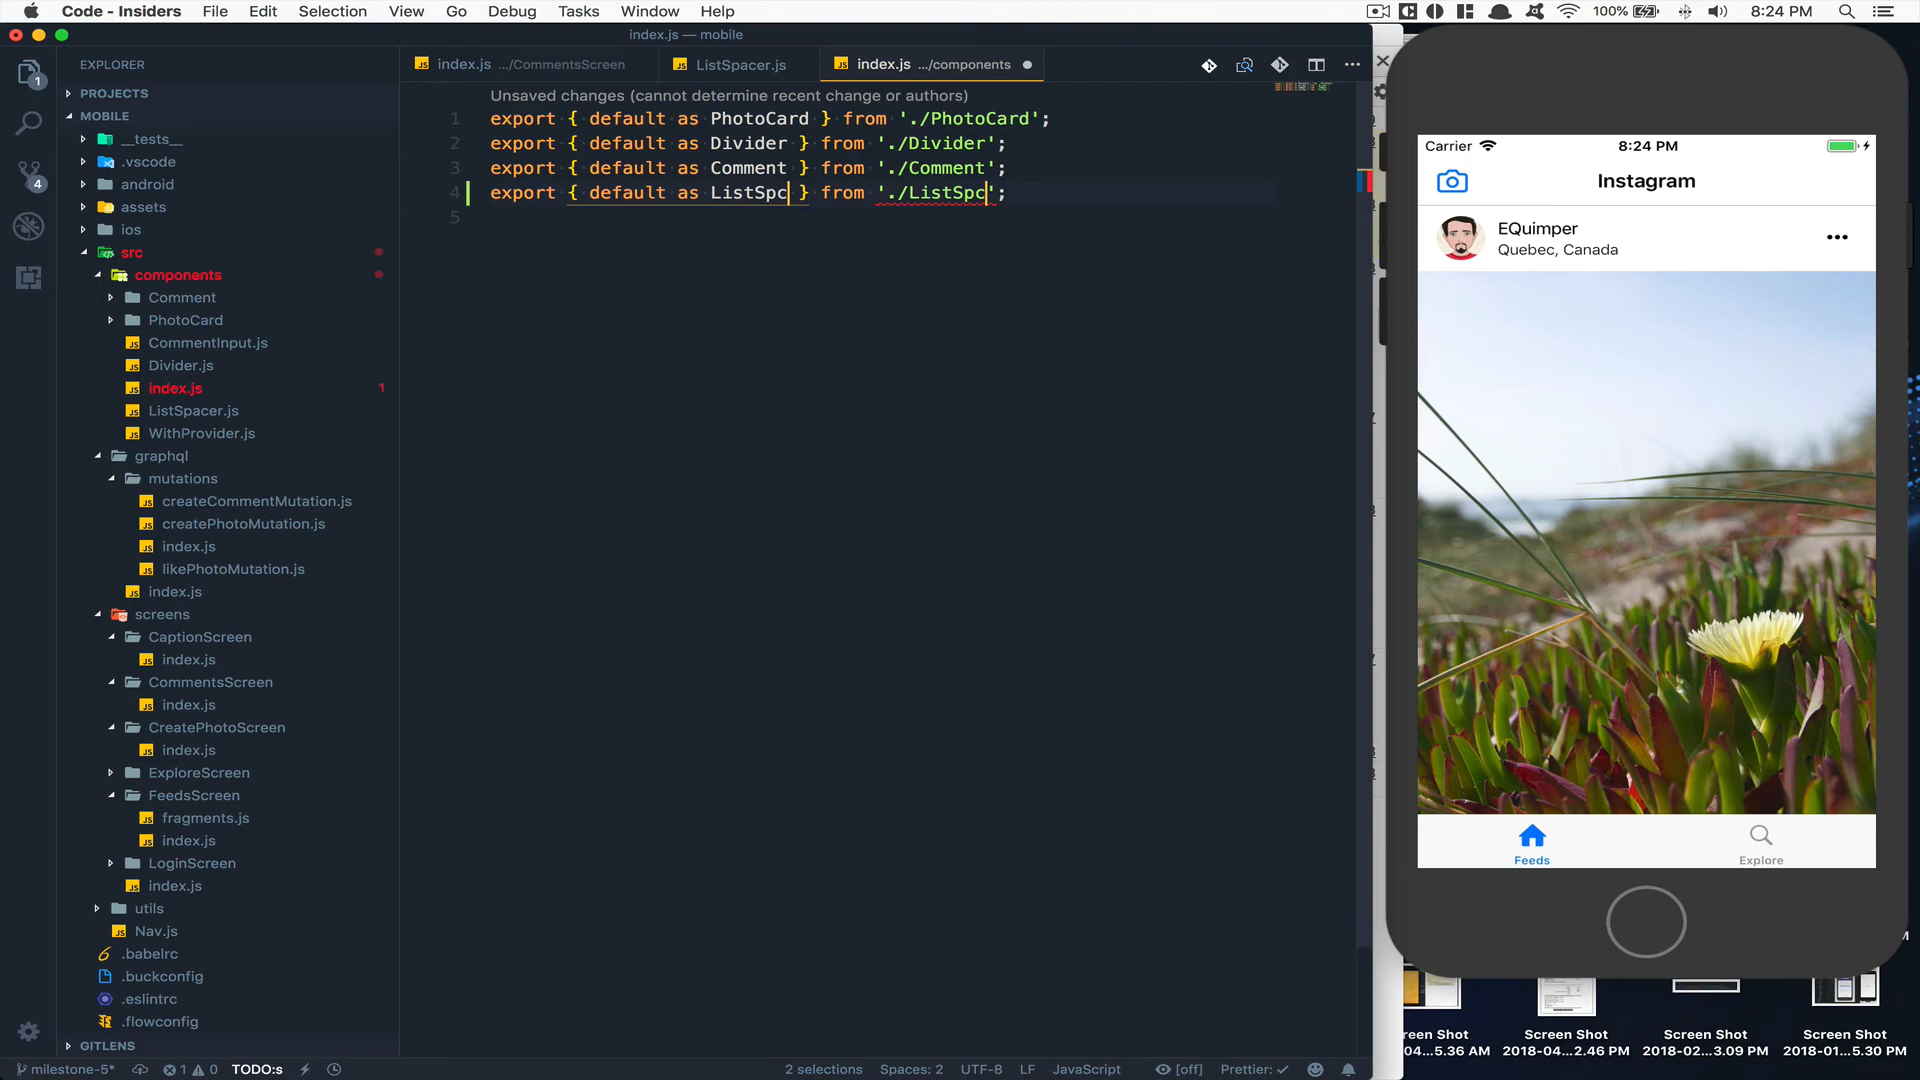 Code - Insiders File Edit Selection View Go Debug Tasks Window Help 100% 8:24 PM
index.js — mobile
EXPLORER
PROJECTS
MOBILE
__tests__
.vscode
android
assets
ios
src
components
Comment
PhotoCard
CommentInput.js
Divider.js
index.js 1
ListSpacer.js
WithProvider.js
graphql
mutations
createCommentMutation.js
createPhotoMutation.js
index.js
likePhotoMutation.js
index.js
screens
CaptionScreen
index.js
CommentsScreen
index.js
CreatePhotoScreen
index.js
ExploreScreen
FeedsScreen
fragments.js
index.js
LoginScreen
index.js
utils
Nav.js
.babelrc
.buckconfig
.eslintrc
.flowconfig
GITLENS
1
4
index.js .../CommentsScreen ListSpacer.js index.js .../components
Unsaved changes (cannot determine recent change or authors)
1 export { default as PhotoCard } from './PhotoCard';
2 export { default as Divider } from './Divider';
3 export { default as Comment } from './Comment';
4 export { default as ListSpc } from './ListSpc';
5
milestone-5* 1 0 TODO:s 2 selections Spaces: 2 UTF-8 LF JavaScript [off] Prettier: ✓
Carrier 8:24 PM
Instagram
EQuimper
Quebec, Canada
Feeds
Explore
reen Shot
04...5.36 AM
Screen Shot
2018-04...2.46 PM
Screen Shot
2018-02...3.09 PM
Screen Shot
2018-01...5.30 PM